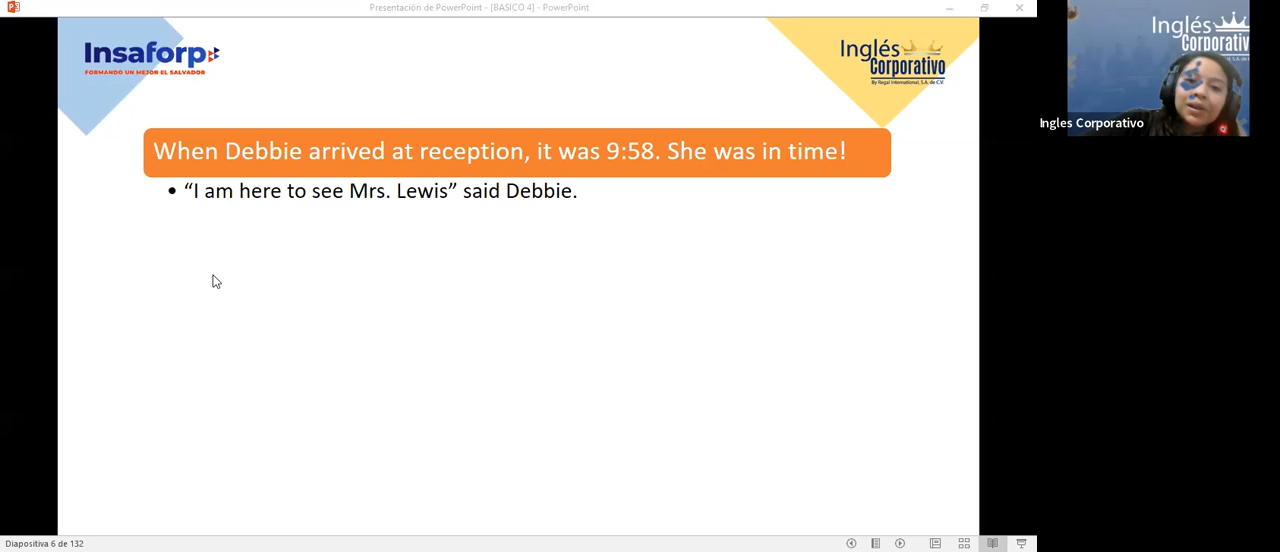 Presentación de PowerPoint - [BASICO 4] - PowerPoint
Insaforp
FORMANDO UN MEJOR EL SALVADOR
Inglés
Corporativo
By Regal International, S.A. de C.V.
When Debbie arrived at reception, it was 9:58. She was in time!
• “I am here to see Mrs. Lewis” said Debbie.
Inglés
Corporativo
Ingles Corporativo
Diapositiva 6 de 132